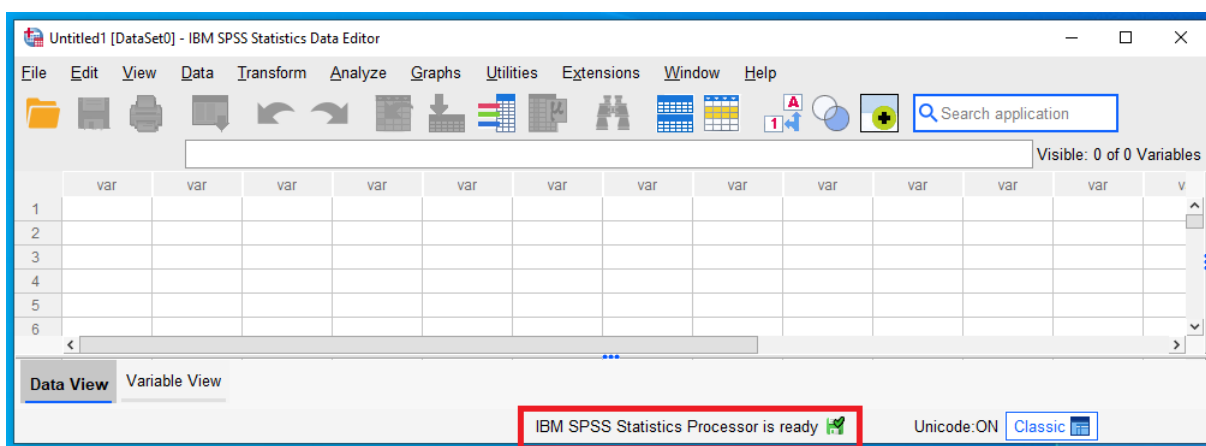 Untitled1 [DataSet0] - IBM SPSS Statistics Data Editor
File Edit View Data Transform Analyze Graphs Utilities Extensions Window Help
A
1
µ
Search application
Visible: 0 of 0 Variables
var var var var var var var var var var var var v
1
2
3
4
5
6
Data View Variable View
IBM SPSS Statistics Processor is ready Unicode:ON Classic